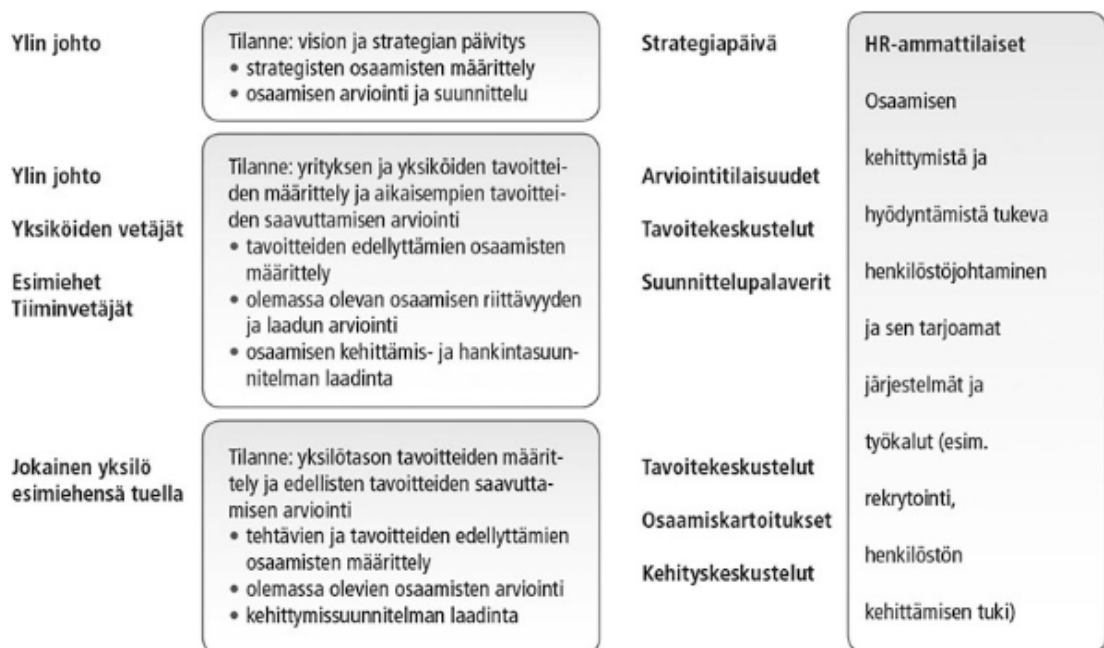 Ylin johto
Tilanne: vision ja strategian päivitys
• strategisten osaamisten määrittely
• osaamisen arviointi ja suunnittelu
Strategiapäivä
Ylin johto
Yksiköiden vetäjät
Esimiehet
Tiiminvetäjät
Tilanne: yrityksen ja yksiköiden tavoittei-
den määrittely ja aikaisempien tavoittei-
den saavuttamisen arviointi
• tavoitteiden edellyttämien osaamisten
määrittely
• olemassa olevan osaamisen riittävyyden
ja laadun arviointi
• osaamisen kehittämis- ja hankintasuun-
nitelman laadinta
Arviointitilaisuudet
Tavoitekeskustelut
Suunnittelupalaverit
Jokainen yksilö
esimiehensä tuella
Tilanne: yksilötason tavoitteiden määrit-
tely ja edellisten tavoitteiden saavutta-
misen arviointi
• tehtävien ja tavoitteiden edellyttämien
osaamisten määrittely
• olemassa olevien osaamisten arviointi
• kehittymissuunnitelman laadinta
Tavoitekeskustelut
Osaamiskartoitukset
Kehityskeskustelut
HR-ammattilaiset
Osaamisen
kehittymistä ja
hyödyntämistä tukeva
henkilöstöjohtaminen
ja sen tarjoamat
järjestelmät ja
työkalut (esim.
rekrytointi,
henkilöstön
kehittämisen tuki)